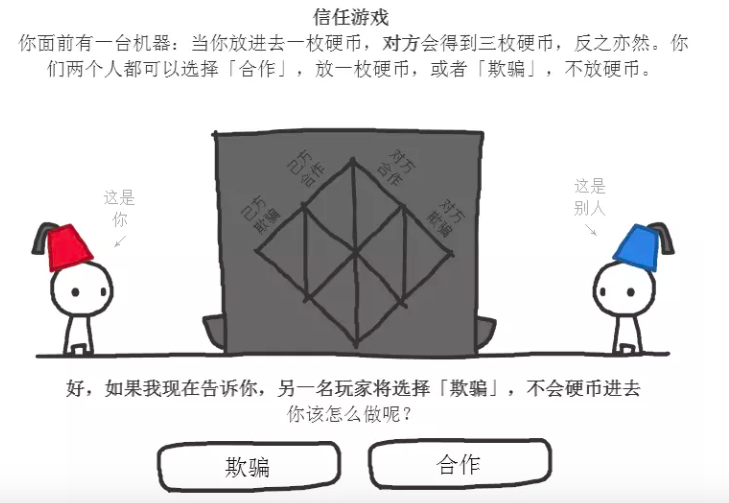 信任游戏
你面前有一台机器：当你放进去一枚硬币，对方会得到三枚硬币，反之亦然。你
们两个人都可以选择「合作」，放一枚硬币，或者「欺骗」，不放硬币。
己方
合作
对方
合作
己方
欺骗
对方
欺骗
这是
你
这是
别人
好，如果我现在告诉你，另一名玩家将选择「欺骗」，不会硬币进去
你该怎么做呢？
欺骗
合作